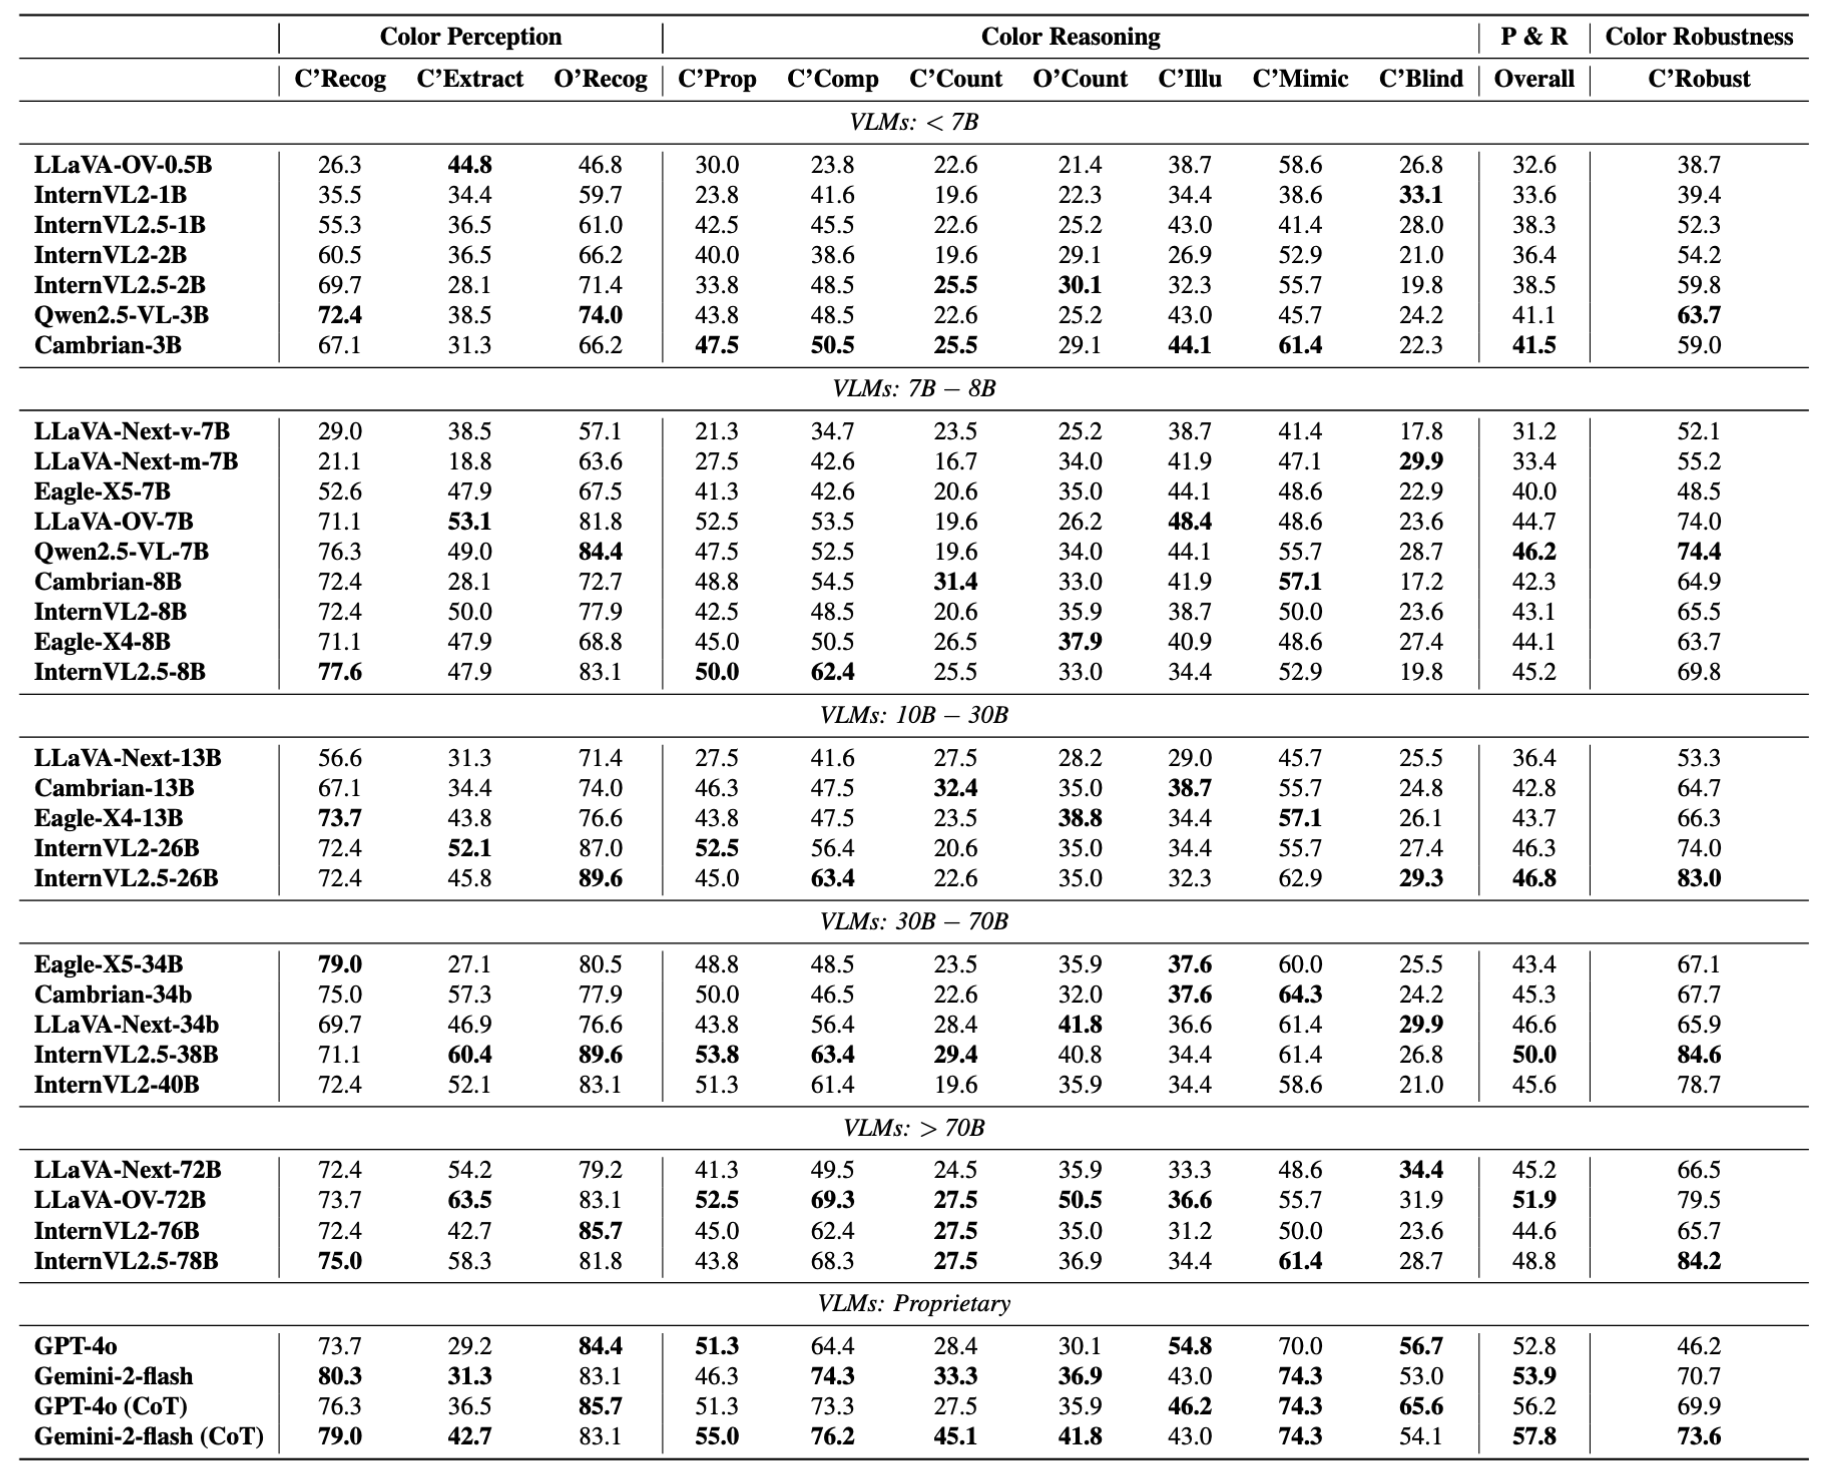 Color Perception Color Reasoning P & R Color Robustness
C'Recog C'Extract O'Recog C'Prop C'Comp C'Count O'Count C'Illu C'Mimic C'Blind Overall C'Robust
VLMs: < 7B
LLaVA-OV-0.5B 26.3 44.8 46.8 30.0 23.8 22.6 21.4 38.7 58.6 26.8 32.6 38.7
InternVL2-1B 35.5 34.4 59.7 23.8 41.6 19.6 22.3 34.4 38.6 33.1 33.6 39.4
InternVL2.5-1B 55.3 36.5 61.0 42.5 45.5 22.6 25.2 43.0 41.4 28.0 38.3 52.3
InternVL2-2B 60.5 36.5 66.2 40.0 38.6 19.6 29.1 26.9 52.9 21.0 36.4 54.2
InternVL2.5-2B 69.7 28.1 71.4 33.8 48.5 25.5 30.1 32.3 55.7 19.8 38.5 59.8
Qwen2.5-VL-3B 72.4 38.5 74.0 43.8 48.5 22.6 25.2 43.0 45.7 24.2 41.1 63.7
Cambrian-3B 67.1 31.3 66.2 47.5 50.5 25.5 29.1 44.1 61.4 22.3 41.5 59.0
VLMs: 7B − 8B
LLaVA-Next-v-7B 29.0 38.5 57.1 21.3 34.7 23.5 25.2 38.7 41.4 17.8 31.2 52.1
LLaVA-Next-m-7B 21.1 18.8 63.6 27.5 42.6 16.7 34.0 41.9 47.1 29.9 33.4 55.2
Eagle-X5-7B 52.6 47.9 67.5 41.3 42.6 20.6 35.0 44.1 48.6 22.9 40.0 48.5
LLaVA-OV-7B 71.1 53.1 81.8 52.5 53.5 19.6 26.2 48.4 48.6 23.6 44.7 74.0
Qwen2.5-VL-7B 76.3 49.0 84.4 47.5 52.5 19.6 34.0 44.1 55.7 28.7 46.2 74.4
Cambrian-8B 72.4 28.1 72.7 48.8 54.5 31.4 33.0 41.9 57.1 17.2 42.3 64.9
InternVL2-8B 72.4 50.0 77.9 42.5 48.5 20.6 35.9 38.7 50.0 23.6 43.1 65.5
Eagle-X4-8B 71.1 47.9 68.8 45.0 50.5 26.5 37.9 40.9 48.6 27.4 44.1 63.7
InternVL2.5-8B 77.6 47.9 83.1 50.0 62.4 25.5 33.0 34.4 52.9 19.8 45.2 69.8
VLMs: 10B − 30B
LLaVA-Next-13B 56.6 31.3 71.4 27.5 41.6 27.5 28.2 29.0 45.7 25.5 36.4 53.3
Cambrian-13B 67.1 34.4 74.0 46.3 47.5 32.4 35.0 38.7 55.7 24.8 42.8 64.7
Eagle-X4-13B 73.7 43.8 76.6 43.8 47.5 23.5 38.8 34.4 57.1 26.1 43.7 66.3
InternVL2-26B 72.4 52.1 87.0 52.5 56.4 20.6 35.0 34.4 55.7 27.4 46.3 74.0
InternVL2.5-26B 72.4 45.8 89.6 45.0 63.4 22.6 35.0 32.3 62.9 29.3 46.8 83.0
VLMs: 30B − 70B
Eagle-X5-34B 79.0 27.1 80.5 48.8 48.5 23.5 35.9 37.6 60.0 25.5 43.4 67.1
Cambrian-34b 75.0 57.3 77.9 50.0 46.5 22.6 32.0 37.6 64.3 24.2 45.3 67.7
LLaVA-Next-34b 69.7 46.9 76.6 43.8 56.4 28.4 41.8 36.6 61.4 29.9 46.6 65.9
InternVL2.5-38B 71.1 60.4 89.6 53.8 63.4 29.4 40.8 34.4 61.4 26.8 50.0 84.6
InternVL2-40B 72.4 52.1 83.1 51.3 61.4 19.6 35.9 34.4 58.6 21.0 45.6 78.7
VLMs: > 70B
LLaVA-Next-72B 72.4 54.2 79.2 41.3 49.5 24.5 35.9 33.3 48.6 34.4 45.2 66.5
LLaVA-OV-72B 73.7 63.5 83.1 52.5 69.3 27.5 50.5 36.6 55.7 31.9 51.9 79.5
InternVL2-76B 72.4 42.7 85.7 45.0 62.4 27.5 35.0 31.2 50.0 23.6 44.6 65.7
InternVL2.5-78B 75.0 58.3 81.8 43.8 68.3 27.5 36.9 34.4 61.4 28.7 48.8 84.2
VLMs: Proprietary
GPT-4o 73.7 29.2 84.4 51.3 64.4 28.4 30.1 54.8 70.0 56.7 52.8 46.2
Gemini-2-flash 80.3 31.3 83.1 46.3 74.3 33.3 36.9 43.0 74.3 53.0 53.9 70.7
GPT-4o (CoT) 76.3 36.5 85.7 51.3 73.3 27.5 35.9 46.2 74.3 65.6 56.2 69.9
Gemini-2-flash (CoT) 79.0 42.7 83.1 55.0 76.2 45.1 41.8 43.0 74.3 54.1 57.8 73.6